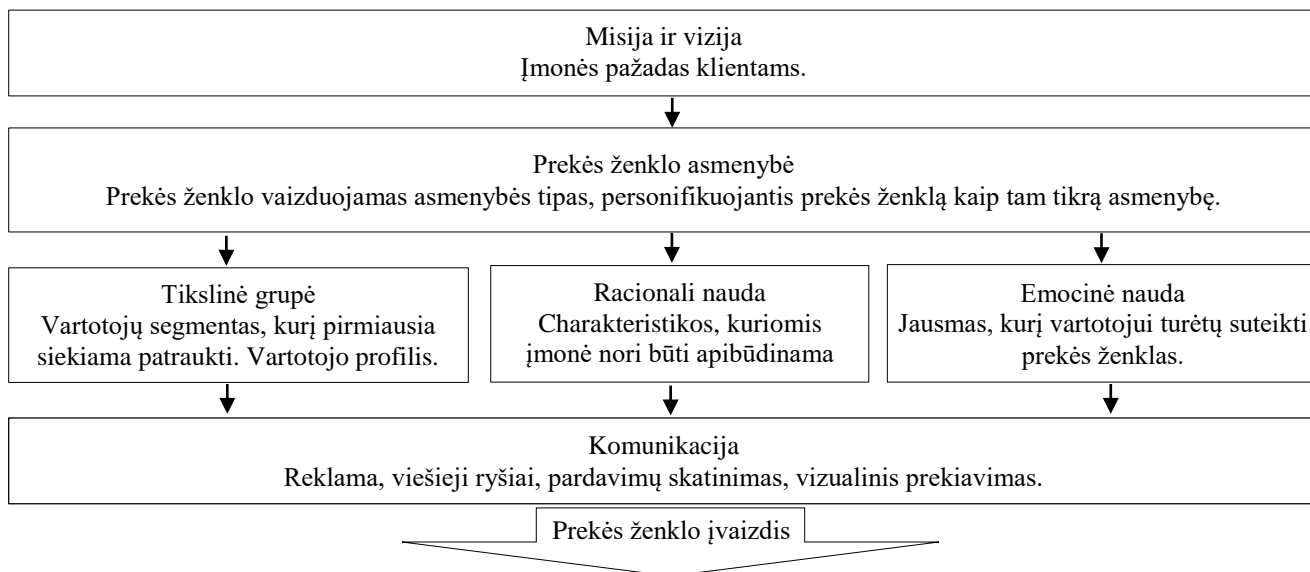 Misija ir vizija
Įmonės pažadas klientams.
Prekės ženklo asmenybė
Prekės ženklo vaizduojamas asmenybės tipas, personifikuojantis prekės ženklą kaip tam tikrą asmenybę.
Tikslinė grupė
Vartotojų segmentas, kurį pirmiausia
siekiama patraukti. Vartotojo profilis.
Racionali nauda
Charakteristikos, kuriomis
įmonė nori būti apibūdinama
Emocinė nauda
Jausmas, kurį vartotojui turėtų suteikti
prekės ženklas.
Komunikacija
Reklama, viešieji ryšiai, pardavimų skatinimas, vizualinis prekiavimas.
Prekės ženklo įvaizdis